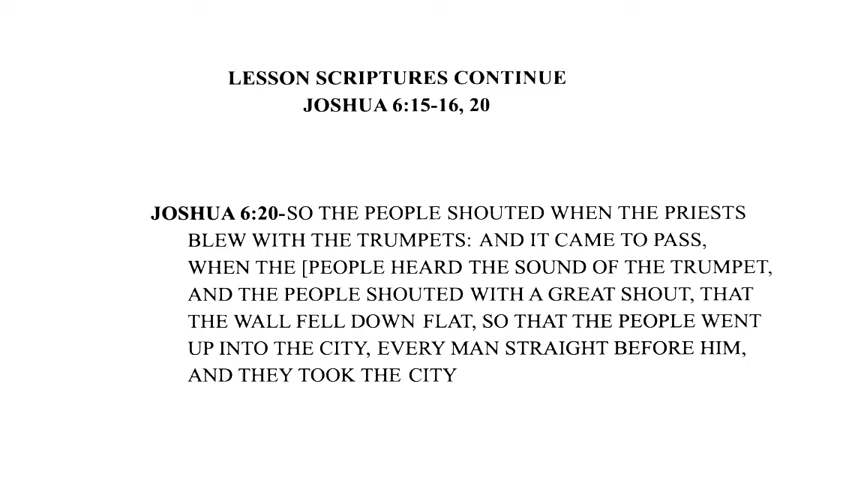 LESSON SCRIPTURES CONTINUE
JOSHUA 6:15-16, 20
JOSHUA 6:20-SO THE PEOPLE SHOUTED WHEN THE PRIESTS
BLEW WITH THE TRUMPETS: AND IT CAME TO PASS,
WHEN THE [PEOPLE HEARD THE SOUND OF THE TRUMPET,
AND THE PEOPLE SHOUTED WITH A GREAT SHOUT, THAT
THE WALL FELL DOWN FLAT, SO THAT THE PEOPLE WENT
UP INTO THE CITY, EVERY MAN STRAIGHT BEFORE HIM,
AND THEY TOOK THE CITY